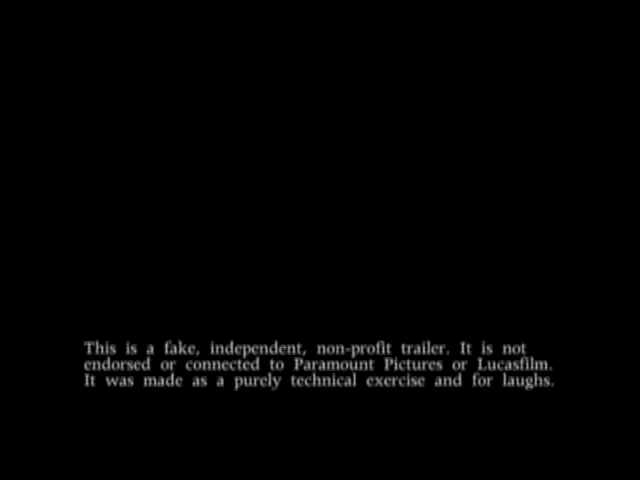 This is a fake, independent, non-profit trailer. It is not
endorsed or connected to Paramount Pictures or Lucasfilm.
It was made as a purely technical exercise and for laughs.